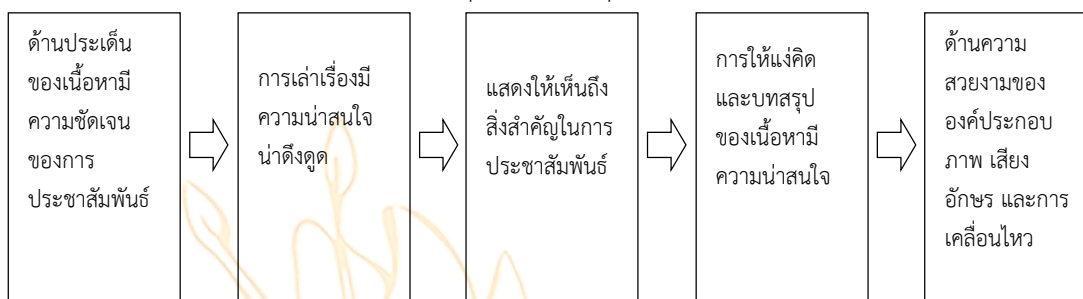 ด้านประเด็น
ของเนื้อหามี
ความชัดเจน
ของการ
ประชาสัมพันธ์
การเล่าเรื่องมี
ความน่าสนใจ
น่าดึงดูด
แสดงให้เห็นถึง
สิ่งสำคัญในการ
ประชาสัมพันธ์
การให้แง่คิด
และบทสรุป
ของเนื้อหามี
ความน่าสนใจ
ด้านความ
สวยงามของ
องค์ประกอบ
ภาพ เสียง
อักษร และการ
เคลื่อนไหว